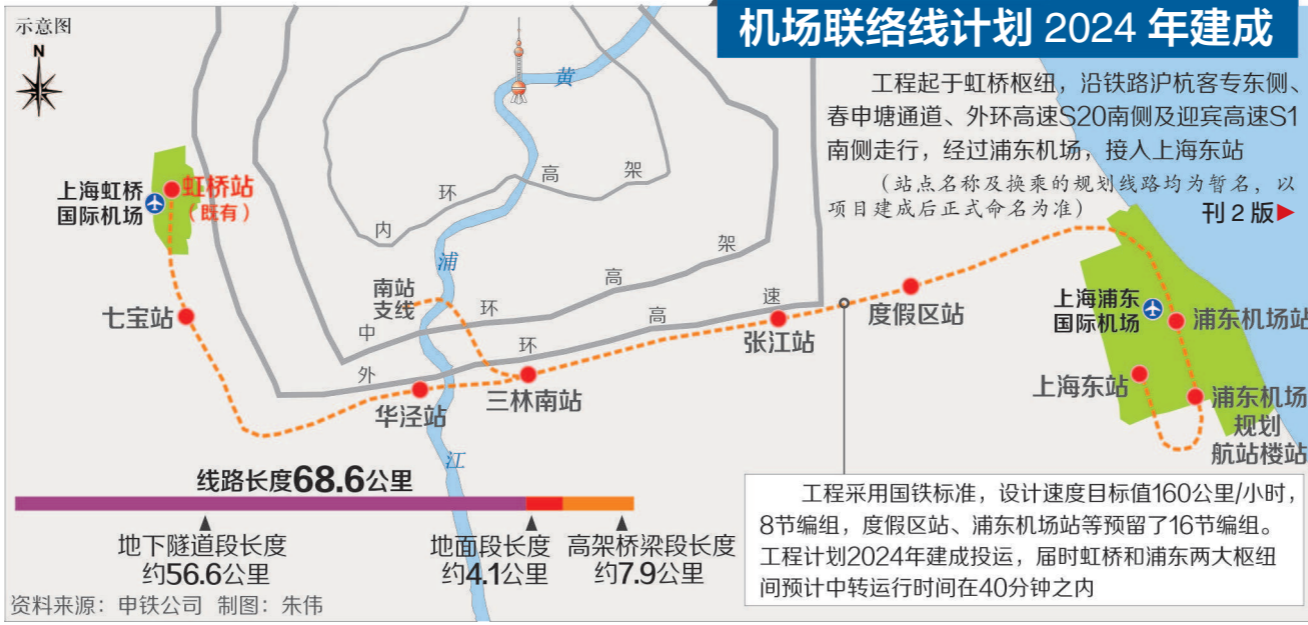 机场联络线计划 2024 年建成
示意图
N
工程起于虹桥枢纽，沿铁路沪杭客专东侧、
春申塘通道、外环高速S20南侧及迎宾高速S1
南侧走行，经过浦东机场，接入上海东站
（站点名称及换乘的规划线路均为暂名，以
项目建成后正式命名为准）
刊 2 版▶
黄
浦
江
内
环
高
架
中
环
高
架
外
环
高
速
上海虹桥
国际机场
虹桥站
（既有）
七宝站
南站
支线
华泾站
三林南站
张江站
度假区站
上海浦东
国际机场
浦东机场站
上海东站
浦东机场
规划
航站楼站
线路长度68.6公里
地下隧道段长度
约56.6公里
地面段长度
约4.1公里
高架桥梁段长度
约7.9公里
工程采用国铁标准，设计速度目标值160公里/小时，
8节编组，度假区站、浦东机场站等预留了16节编组。
工程计划2024年建成投运，届时虹桥和浦东两大枢纽
间预计中转运行时间在40分钟之内
资料来源：申铁公司 制图：朱伟